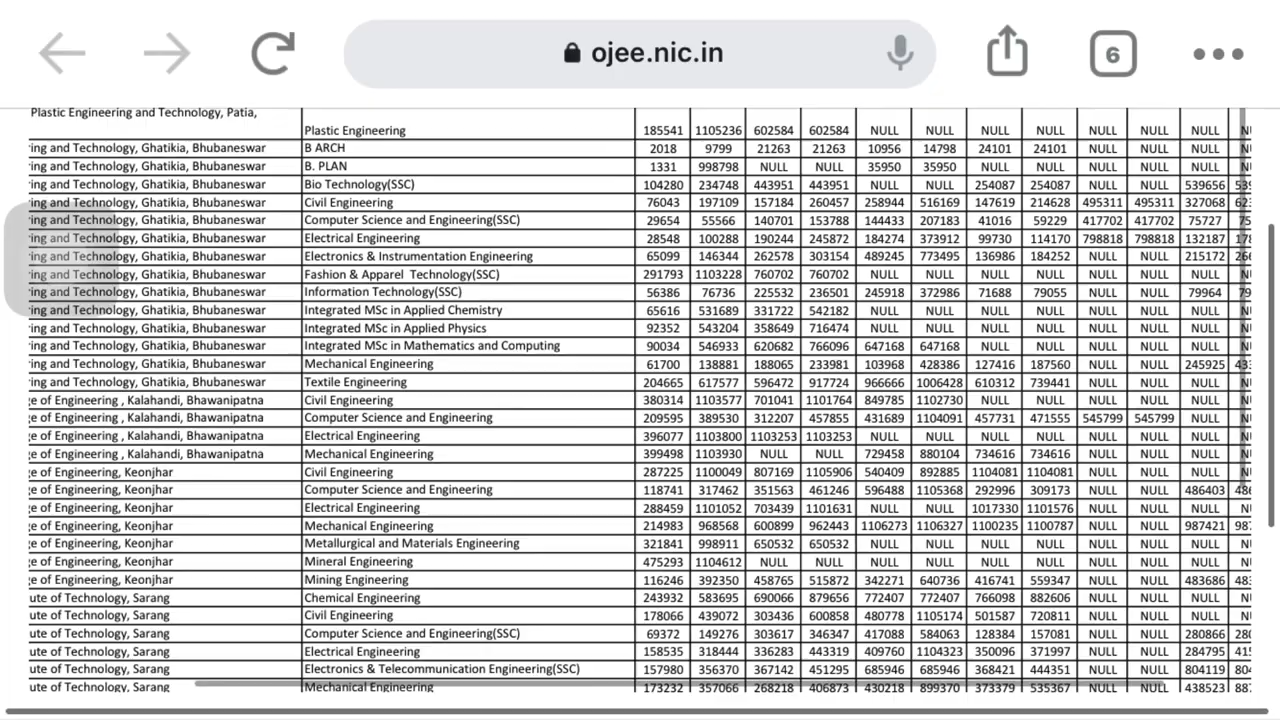 ojee.nic.in
6
Plastic Engineering and Technology, Patia,
Plastic Engineering 185541 1105236 602584 602584 NULL NULL NULL NULL NULL NULL NULL
ing and Technology, Ghatikia, Bhubaneswar B ARCH 2018 9799 21263 21263 10956 14798 24101 24101 NULL NULL NULL
ing and Technology, Ghatikia, Bhubaneswar B. PLAN 1331 998798 NULL NULL 35950 35950 NULL NULL NULL NULL NULL
ing and Technology, Ghatikia, Bhubaneswar Bio Technology(SSC) 104280 234748 443951 443951 NULL NULL 254087 254087 NULL NULL 539656
ing and Technology, Ghatikia, Bhubaneswar Civil Engineering 76043 197109 157184 260457 258944 516169 147619 214628 495311 495311 327068
ing and Technology, Ghatikia, Bhubaneswar Computer Science and Engineering(SSC) 29654 55566 140701 153788 144433 207183 41016 59229 417702 417702 75727
ing and Technology, Ghatikia, Bhubaneswar Electrical Engineering 28548 100288 190244 245872 184274 373912 99730 114170 798818 798818 132187
ing and Technology, Ghatikia, Bhubaneswar Electronics & Instrumentation Engineering 65099 146344 262578 303154 489245 773495 136986 184252 NULL NULL 215172
ing and Technology, Ghatikia, Bhubaneswar Fashion & Apparel Technology(SSC) 291793 1103228 760702 760702 NULL NULL NULL NULL NULL NULL NULL
ing and Technology, Ghatikia, Bhubaneswar Information Technology(SSC) 56386 76736 225532 236501 245918 372986 71688 79055 NULL NULL 79964
ing and Technology, Ghatikia, Bhubaneswar Integrated MSc in Applied Chemistry 65616 531689 331722 542182 NULL NULL NULL NULL NULL NULL NULL
ing and Technology, Ghatikia, Bhubaneswar Integrated MSc in Applied Physics 92352 543204 358649 716474 NULL NULL NULL NULL NULL NULL NULL
ing and Technology, Ghatikia, Bhubaneswar Integrated MSc in Mathematics and Computing 90034 546933 620682 766096 647168 647168 NULL NULL NULL NULL NULL
ing and Technology, Ghatikia, Bhubaneswar Mechanical Engineering 61700 138881 188065 233981 103968 428386 127416 187560 NULL NULL 245925
ing and Technology, Ghatikia, Bhubaneswar Textile Engineering 204665 617577 596472 917724 966666 1006428 610312 739441 NULL NULL NULL
ge of Engineering , Kalahandi, Bhawanipatna Civil Engineering 380314 1103577 701041 1101764 849785 1102730 NULL NULL NULL NULL NULL
ge of Engineering , Kalahandi, Bhawanipatna Computer Science and Engineering 209595 389530 312207 457855 431689 1104091 457731 471555 545799 545799 NULL
ge of Engineering , Kalahandi, Bhawanipatna Electrical Engineering 396077 1103800 1103253 1103253 NULL NULL NULL NULL NULL NULL NULL
ge of Engineering , Kalahandi, Bhawanipatna Mechanical Engineering 399498 1103930 NULL NULL 729458 880104 734616 734616 NULL NULL NULL
ge of Engineering, Keonjhar Civil Engineering 287225 1100049 807169 1105906 540409 892885 1104081 1104081 NULL NULL NULL
ge of Engineering, Keonjhar Computer Science and Engineering 118741 317462 351563 461246 596488 1105368 292996 309173 NULL NULL 486403
ge of Engineering, Keonjhar Electrical Engineering 288459 1101052 703439 1101631 NULL NULL 1017330 1101576 NULL NULL NULL
ge of Engineering, Keonjhar Mechanical Engineering 214983 968568 600899 962443 1106273 1106327 1100235 1100787 NULL NULL 987421
ge of Engineering, Keonjhar Metallurgical and Materials Engineering 321841 998911 650532 650532 NULL NULL NULL NULL NULL NULL NULL
ge of Engineering, Keonjhar Mineral Engineering 475293 1104612 NULL NULL NULL NULL NULL NULL NULL NULL NULL
ge of Engineering, Keonjhar Mining Engineering 116246 392350 458765 515872 342271 640736 416741 559347 NULL NULL 483686
ute of Technology, Sarang Chemical Engineering 243932 583695 690066 879656 772407 772407 766098 882606 NULL NULL NULL
ute of Technology, Sarang Civil Engineering 178066 439072 303436 600858 480778 1105174 501587 720811 NULL NULL NULL
ute of Technology, Sarang Computer Science and Engineering(SSC) 69372 149276 303617 346347 417088 584063 128384 157081 NULL NULL 280866
ute of Technology, Sarang Electrical Engineering 158535 318444 336283 443319 409760 1104323 350096 371997 NULL NULL 284795
ute of Technology, Sarang Electronics & Telecommunication Engineering(SSC) 157980 356370 367142 451295 685946 685946 368421 444351 NULL NULL 804119
ute of Technology, Sarang Mechanical Engineering 173232 357066 268218 406873 430218 899370 373379 535367 NULL NULL 438523